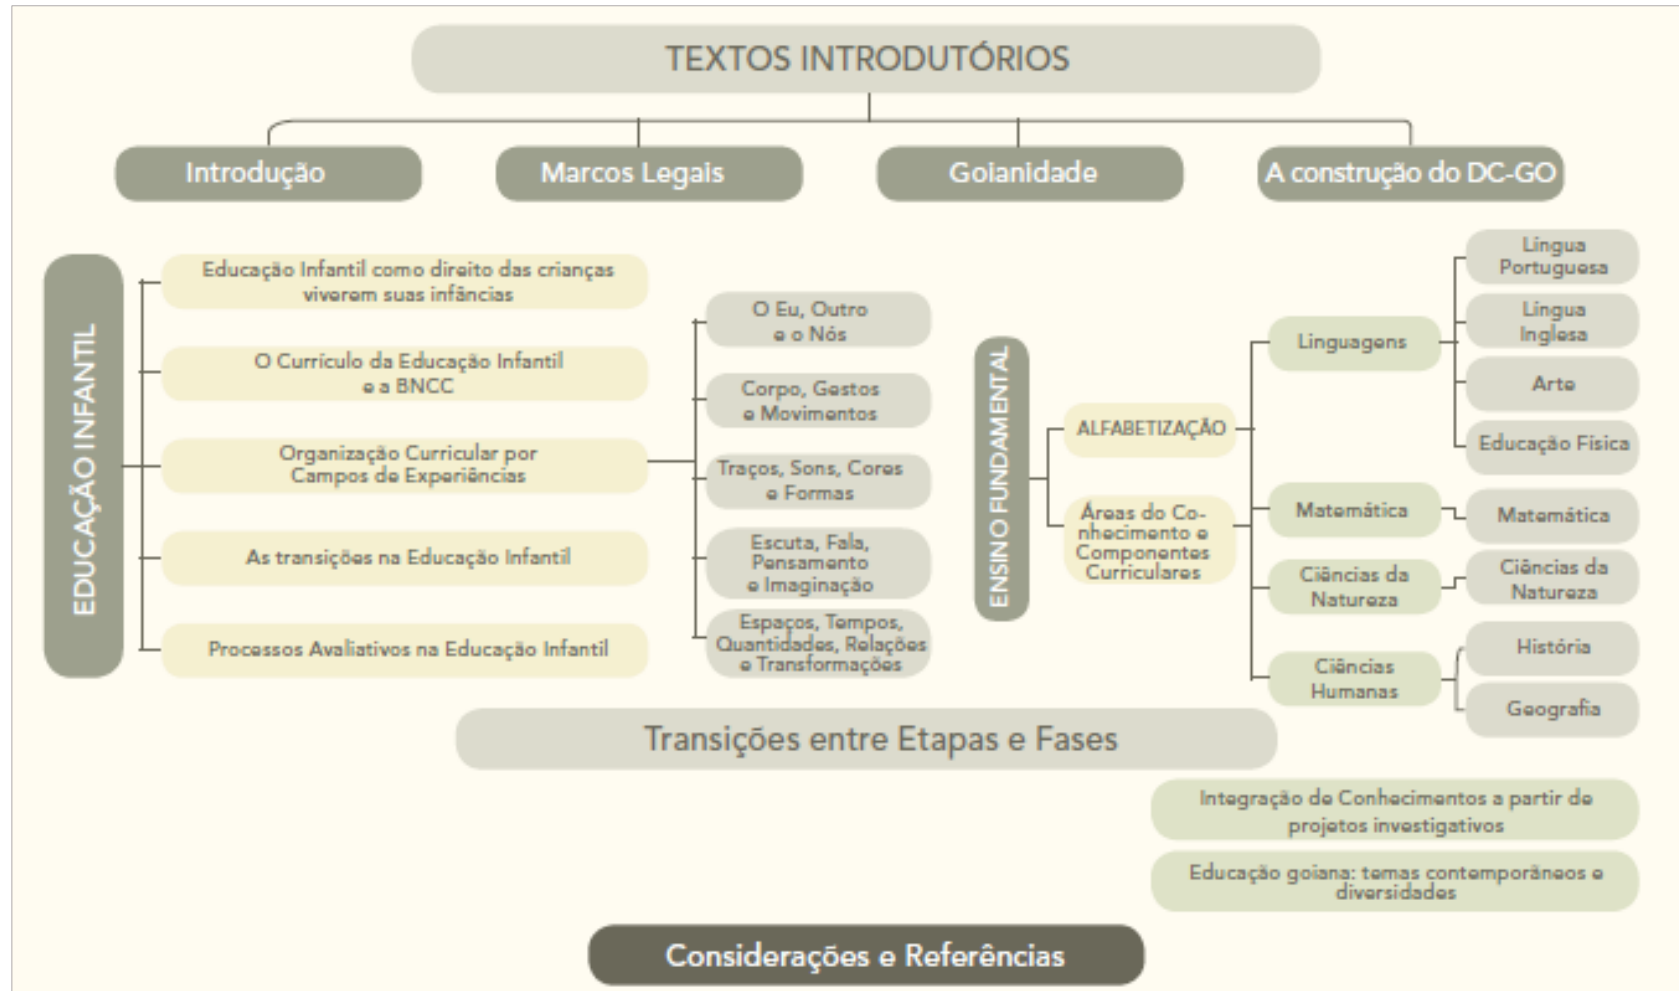 TEXTOS INTRODUTÓRIOS
Introdução
Marcos Legais
Goianidade
A construção do DC-GO
EDUCAÇÃO INFANTIL
Educação Infantil como direito das crianças
viverem suas infâncias
O Currículo da Educação Infantil
e a BNCC
Organização Curricular por
Campos de Experiências
As transições na Educação Infantil
Processos Avaliativos na Educação Infantil
O Eu, Outro
e o Nós
Corpo, Gestos
e Movimentos
Traços, Sons, Cores
e Formas
Escuta, Fala,
Pensamento
e Imaginação
Espaços, Tempos,
Quantidades, Relações
e Transformações
ENSINO FUNDAMENTAL
ALFABETIZAÇÃO
Áreas do Co-
nhecimento e
Componentes
Curriculares
Linguagens
Língua
Portuguesa
Língua
Inglesa
Arte
Educação Física
Matemática
Matemática
Ciências da
Natureza
Ciências da
Natureza
Ciências
Humanas
História
Geografia
Transições entre Etapas e Fases
Integração de Conhecimentos a partir de
projetos investigativos
Educação goiana: temas contemporâneos e
diversidades
Considerações e Referências